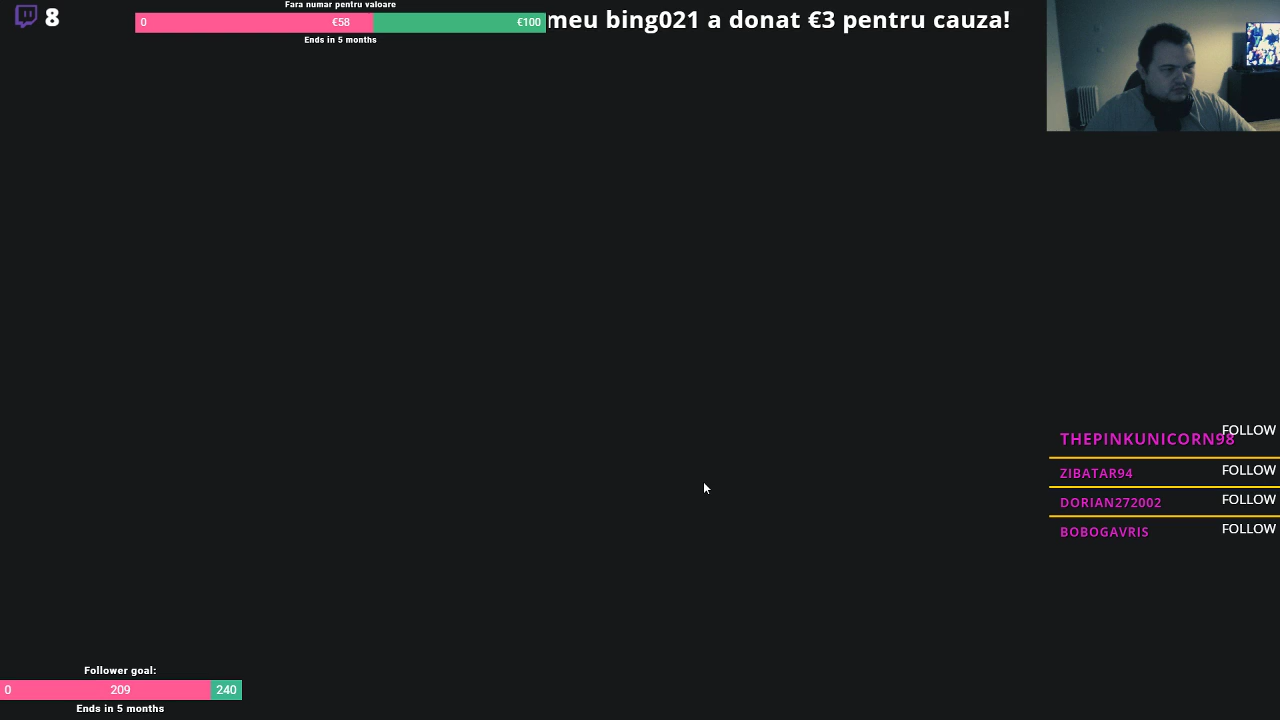 8
Fara numar pentru valoare
0 €58 €100
Ends in 5 months
meu bing021 a donat €3 pentru cauza!
THEPINKUNICORN98 FOLLOW
ZIBATAR94 FOLLOW
DORIAN272002 FOLLOW
BOBOGAVRIS FOLLOW
Follower goal:
0 209 240
Ends in 5 months